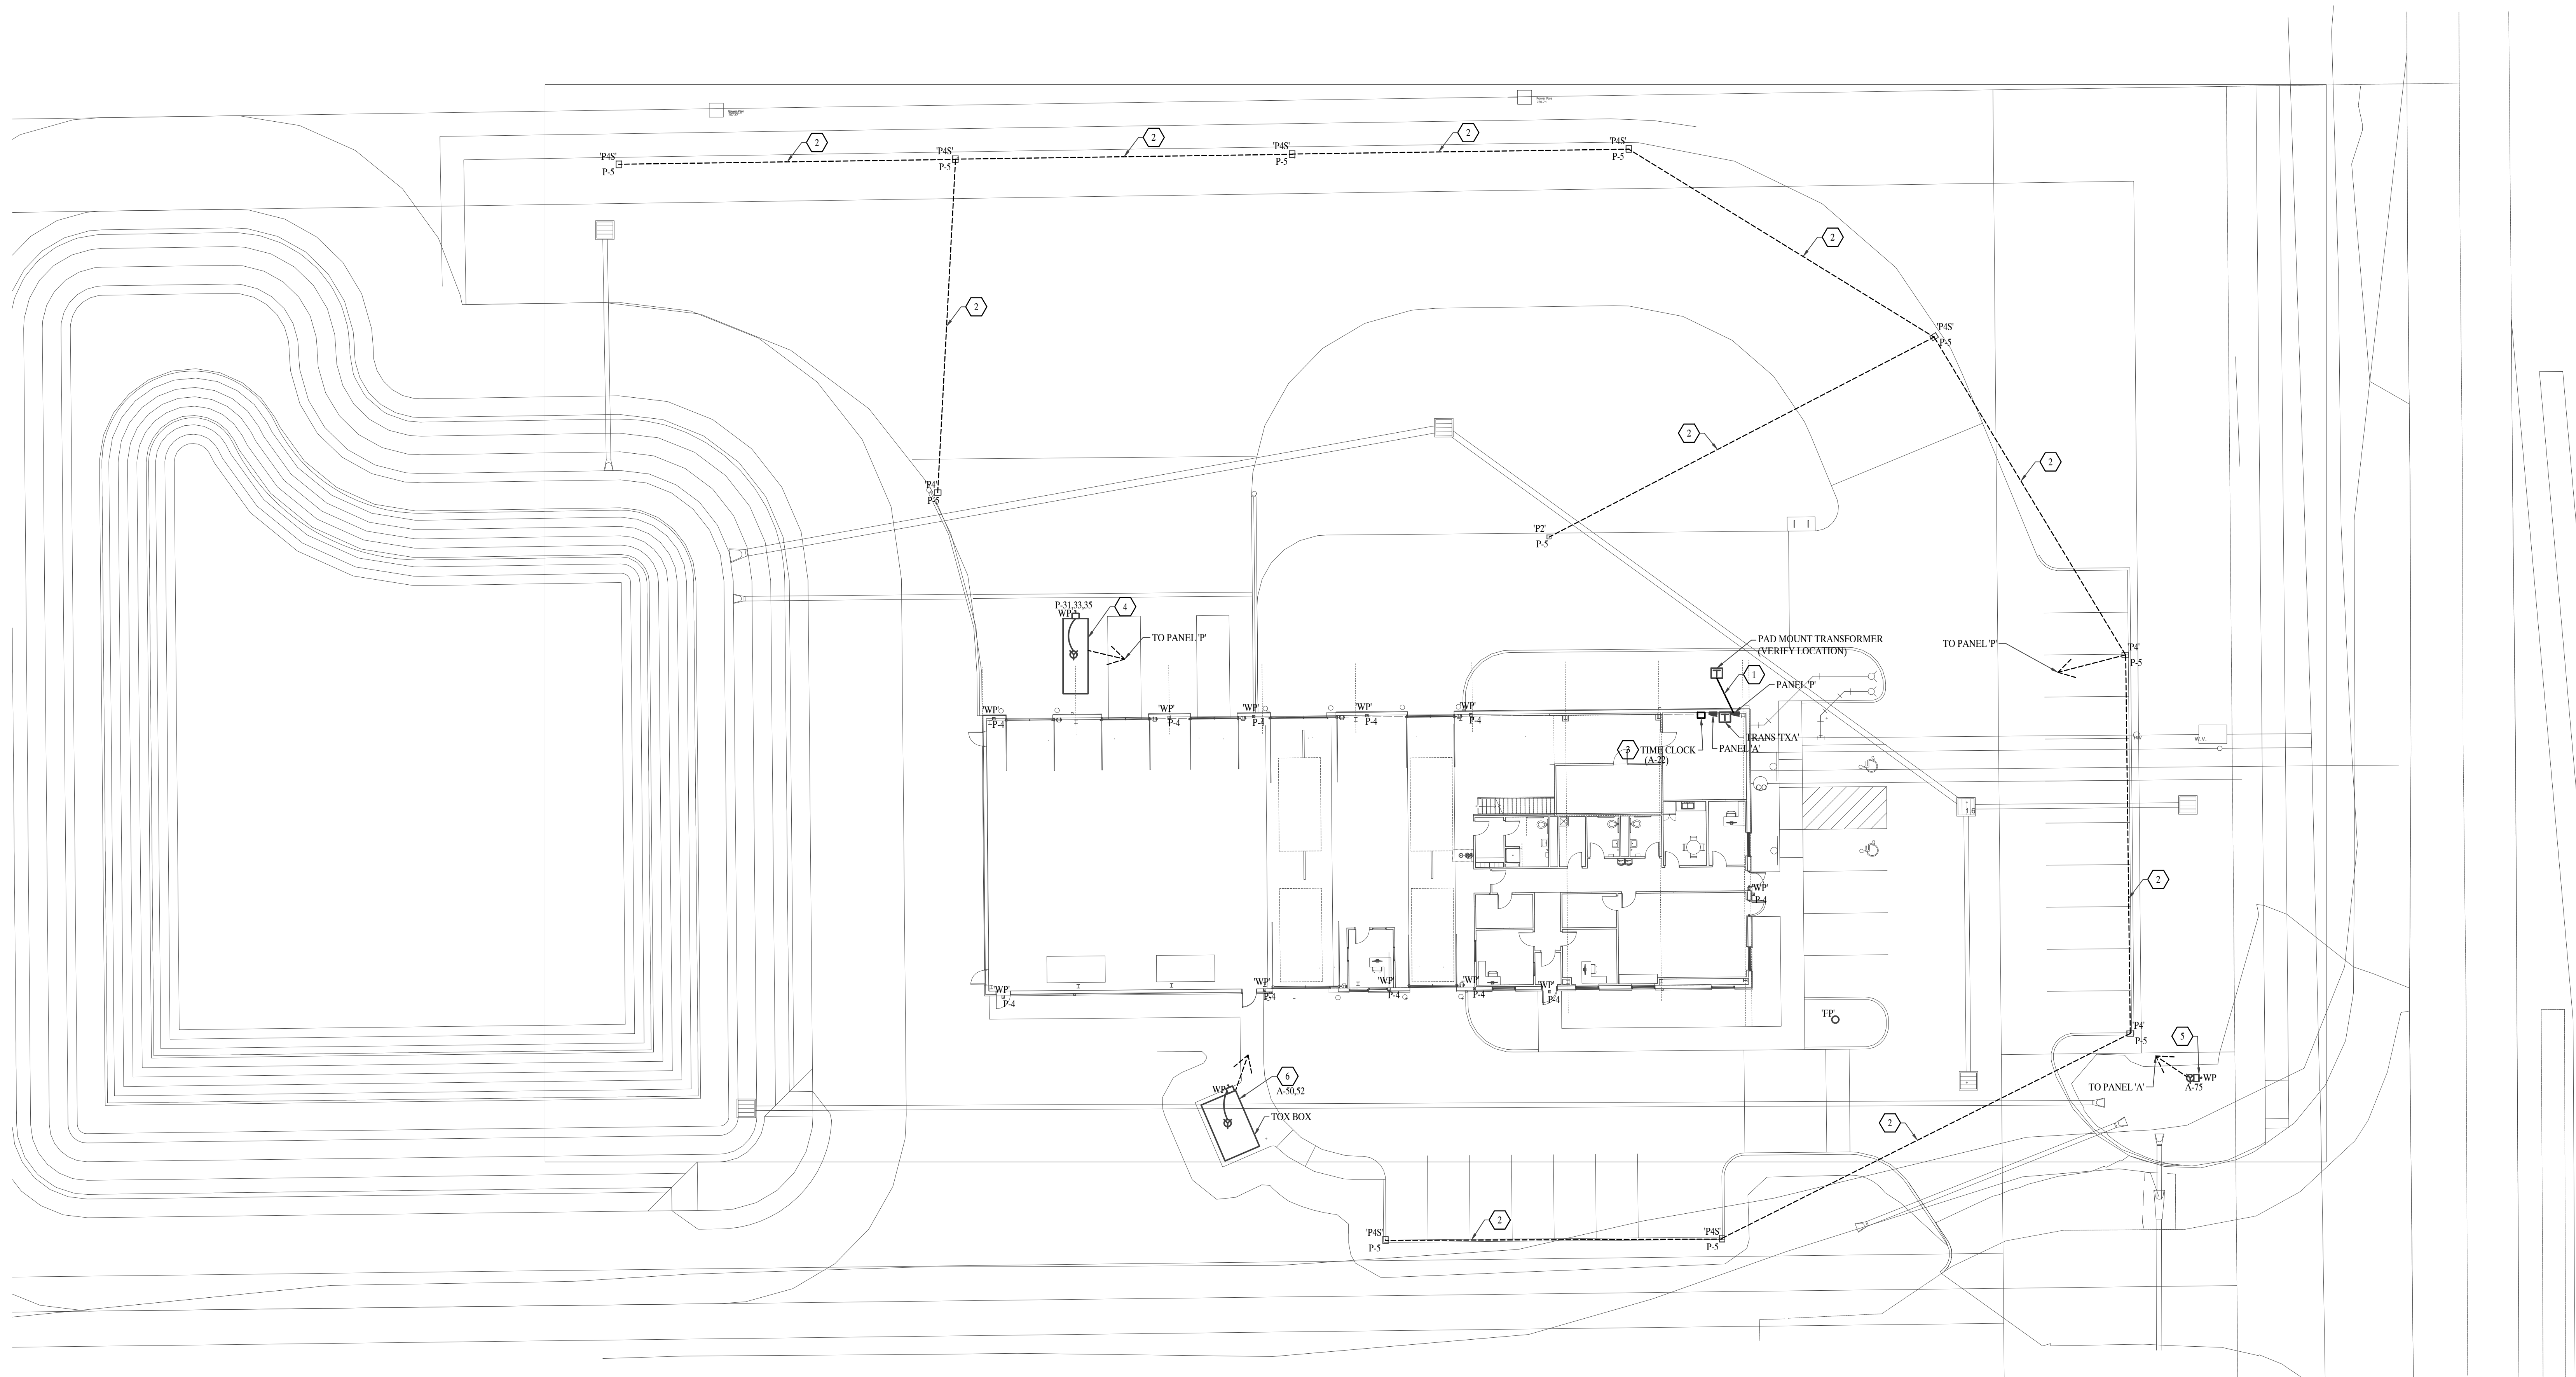 'P4S'
P-5
2
'P4S'
P-5
2
'P4S'
P-5
2
'P4S'
P-5
2
2
'P4S'
P-5
2
2
'P4'
P-5
'P2'
P-5
P-31,33,35
WP
4
TO PANEL 'P'
PAD MOUNT TRANSFORMER
(VERIFY LOCATION)
1
PANEL 'P'
TO PANEL 'P'
'P4'
P-5
'WP'
P-4
'WP'
P-4
'WP'
P-4
'WP'
P-4
'WP'
P-4
TRANS 'TXA'
PANEL 'A'
3
TIME CLOCK
(A-22)
W.V.
CO
'WP'
P-4
2
'WP'
P-4
'WP'
P-4
'WP'
P-4
'WP'
P-4
'WP'
P-4
'FP'
'P4'
P-5
5
WP
A-75
TO PANEL 'A'
WP
6
A-50,52
TOX BOX
2
'P4S'
P-5
2
'P4S'
P-5